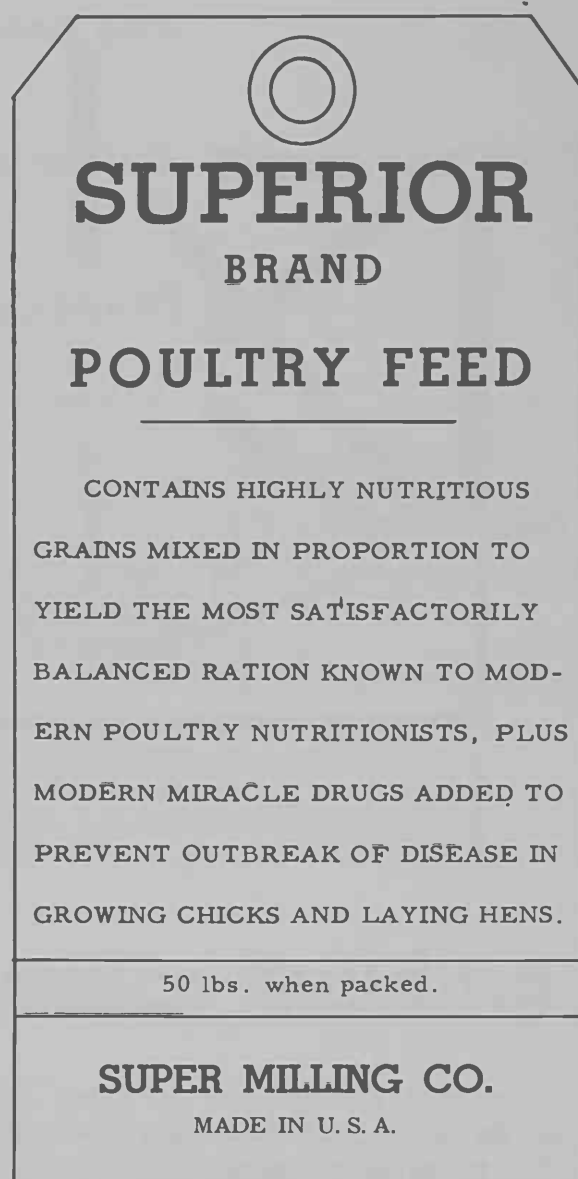 SUPERIOR
BRAND
POULTRY FEED
CONTAINS HIGHLY NUTRITIOUS
GRAINS MIXED IN PROPORTION TO
YIELD THE MOST SATISFACTORILY
BALANCED RATION KNOWN TO MOD-
ERN POULTRY NUTRITIONISTS, PLUS
MODERN MIRACLE DRUGS ADDED TO
PREVENT OUTBREAK OF DISEASE IN
GROWING CHICKS AND LAYING HENS.
50 lbs. when packed.
SUPER MILLING CO.
MADE IN U. S. A.